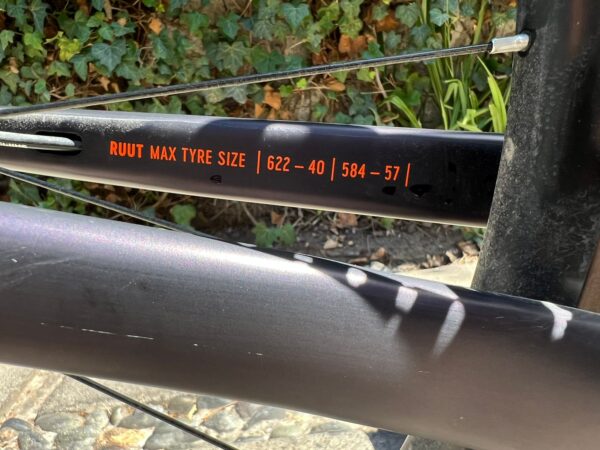 RUUT MAX TYRE SIZE | 622 – 40 | 584 – 57 |